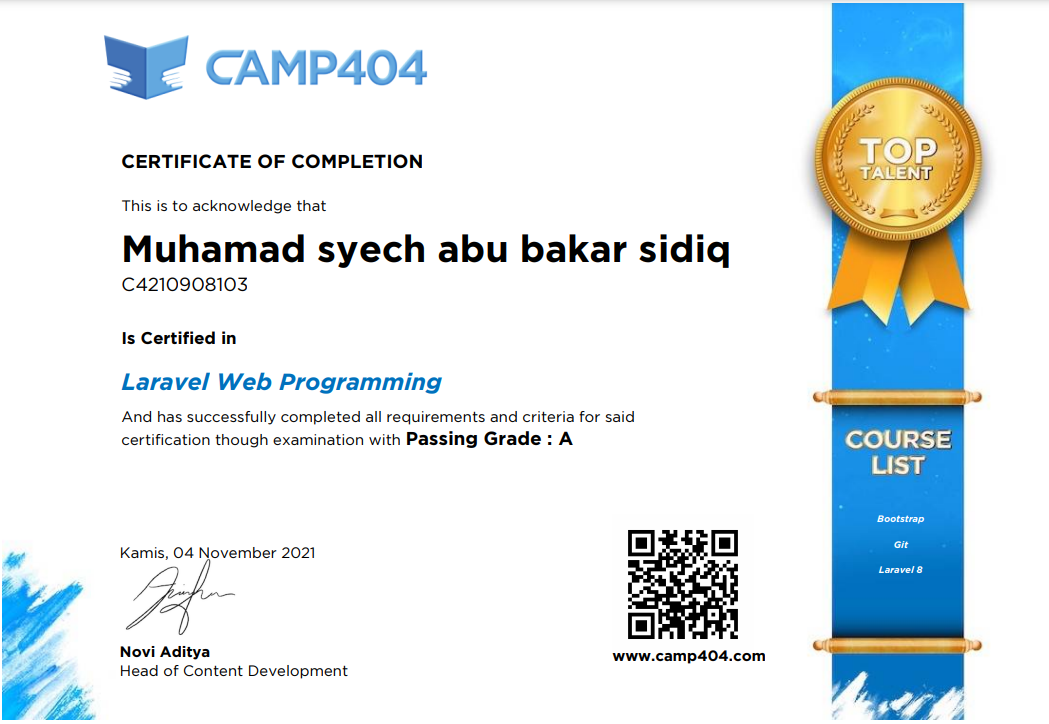 CAMP404
CERTIFICATE OF COMPLETION
This is to acknowledge that
Muhamad syech abu bakar sidiq
C4210908103
Is Certified in
Laravel Web Programming
And has successfully completed all requirements and criteria for said
certification though examination with Passing Grade : A
Kamis, 04 November 2021
Novi Aditya
Head of Content Development
www.camp404.com
TOP
TALENT
COURSE
LIST
Bootstrap
Git
Laravel 8